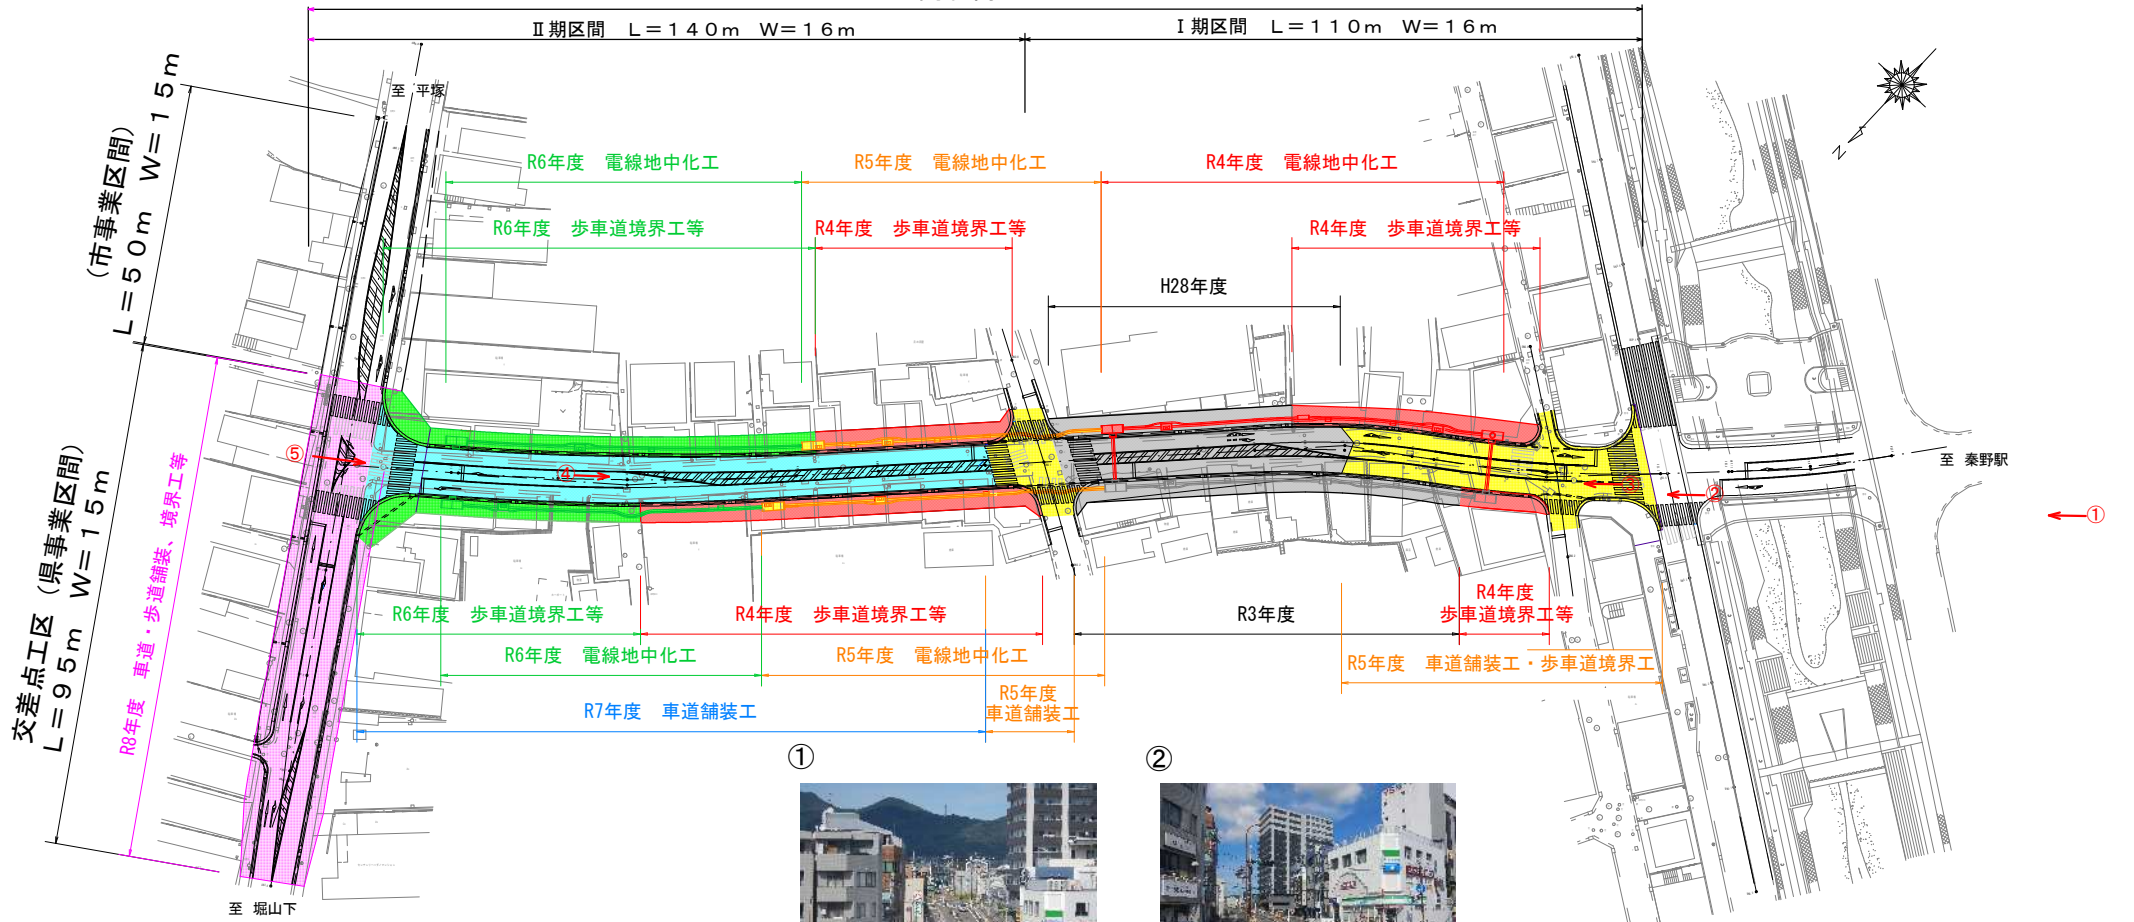 Ⅱ期区間　Ｌ＝１４０ｍ　Ｗ＝１６ｍ
Ⅰ期区間　Ｌ＝１１０ｍ　Ｗ＝１６ｍ
至 平塚
（市事業区間）
Ｌ＝５０ｍ　Ｗ＝１５ｍ
N
R6年度　電線地中化工
R5年度　電線地中化工
R4年度　電線地中化工
R6年度　歩車道境界工等
R4年度　歩車道境界工等
R4年度　歩車道境界工等
H28年度
至 秦野駅
⑤
④
③
②
①
交差点工区（県事業区間）
Ｌ＝９５ｍ　Ｗ＝１５ｍ
R8年度　車道・歩道舗装、境界工等
R6年度　歩車道境界工等
R4年度　歩車道境界工等
R3年度
R4年度
歩車道境界工等
R6年度　電線地中化工
R5年度　電線地中化工
R5年度　車道舗装工・歩車道境界工
R7年度　車道舗装工
R5年度
車道舗装工
①
②
至 堀山下